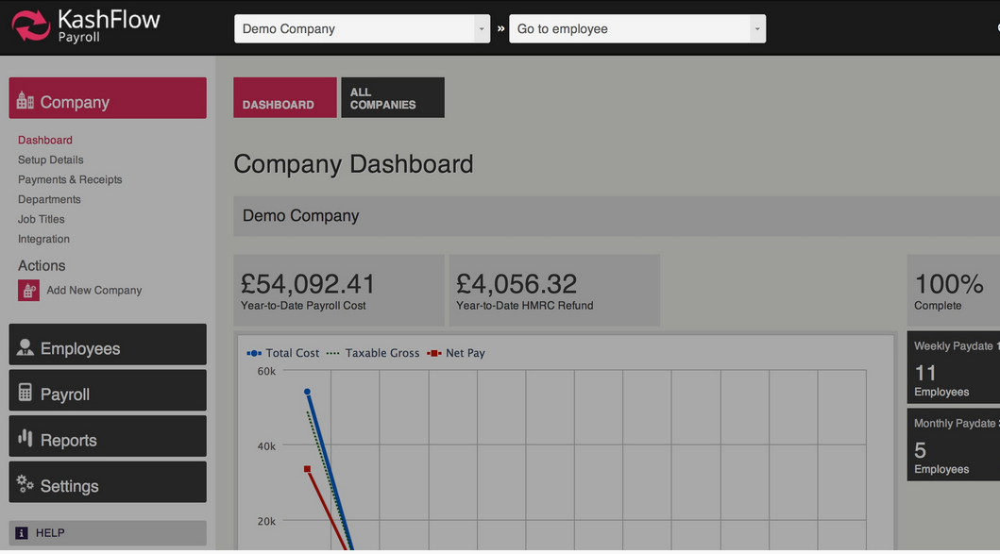 KashFlow
Payroll
Demo Company
»
Go to employee
Company
Dashboard
Setup Details
Payments & Receipts
Departments
Job Titles
Integration
Actions
Add New Company
Employees
Payroll
Reports
Settings
i HELP
DASHBOARD
ALL
COMPANIES
Company Dashboard
Demo Company
£54,092.41
Year-to-Date Payroll Cost
£4,056.32
Year-to-Date HMRC Refund
100%
Complete
Total Cost Taxable Gross Net Pay
60k
40k
20k
Weekly Paydate
11
Employees
Monthly Paydate
5
Employees